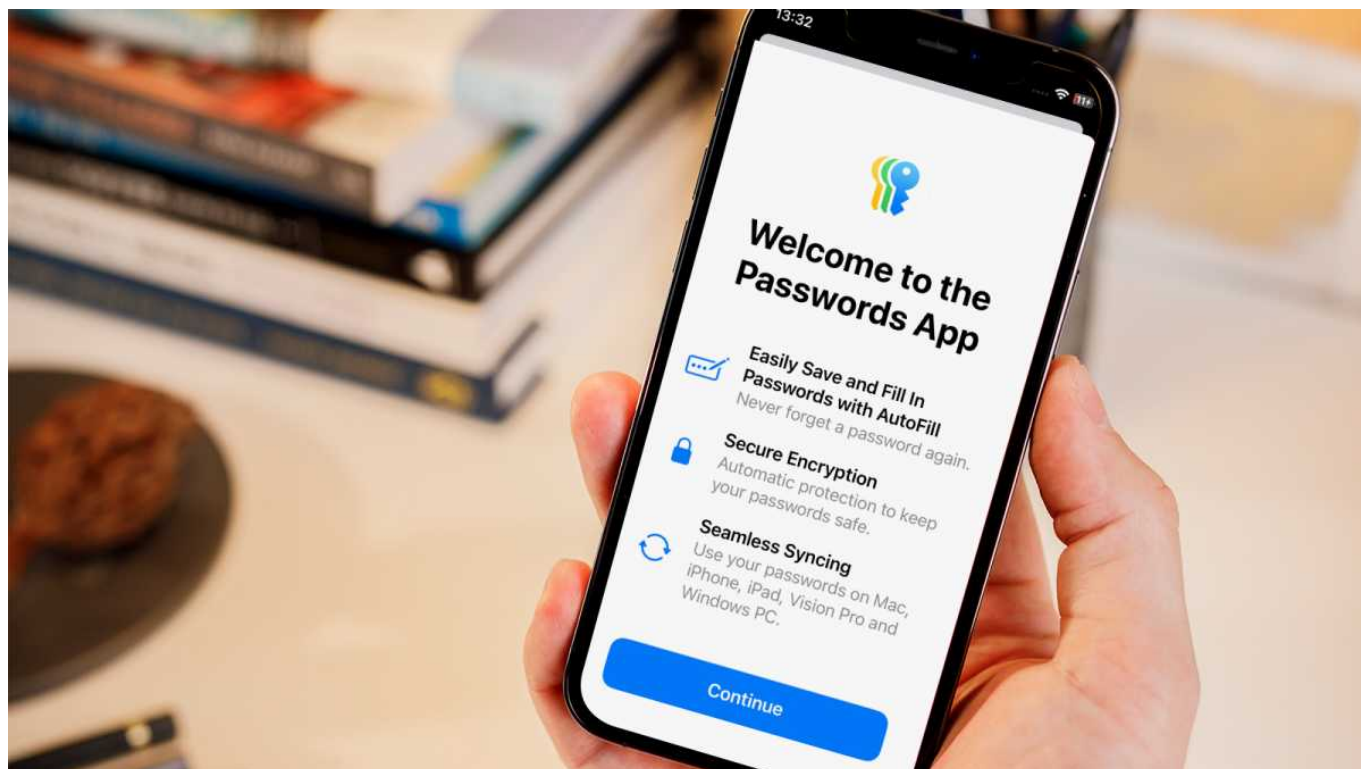 13:32
11
Welcome to the
Passwords App
Easily Save and Fill In
Passwords with AutoFill
Never forget a password again.
Secure Encryption
Automatic protection to keep
your passwords safe.
Seamless Syncing
Use your passwords on Mac,
iPhone, iPad, Vision Pro and
Windows PC.
Continue